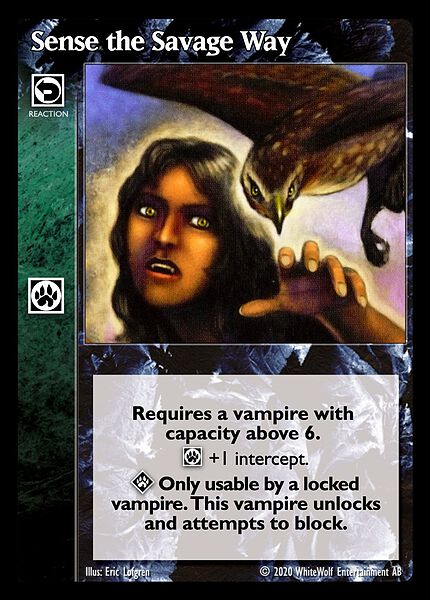 Sense the Savage Way
REACTION
Requires a vampire with
capacity above 6.
+1 intercept.
Only usable by a locked
vampire. This vampire unlocks
and attempts to block.
Illus: Eric Lofgren
© 2020 WhiteWolf Entertainment AB